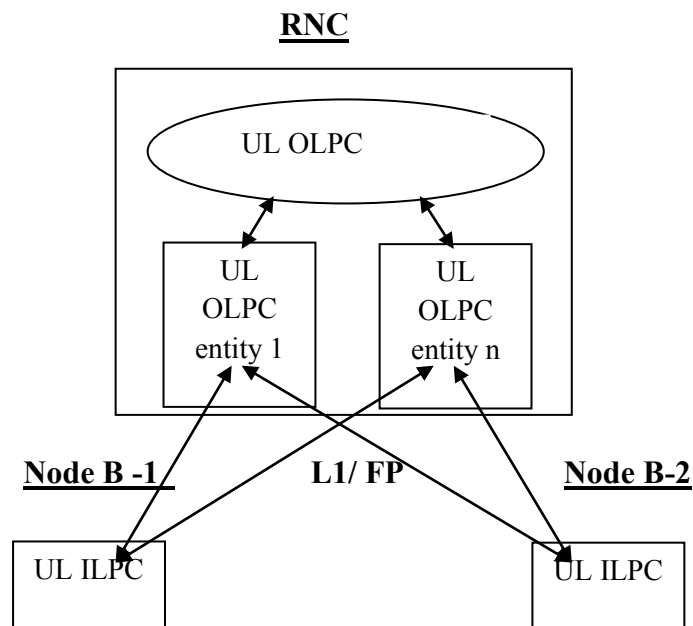 RNC
UL OLPC
UL
OLPC
entity 1
UL
OLPC
entity n
Node B -1
L1/ FP
Node B-2
UL ILPC
UL ILPC